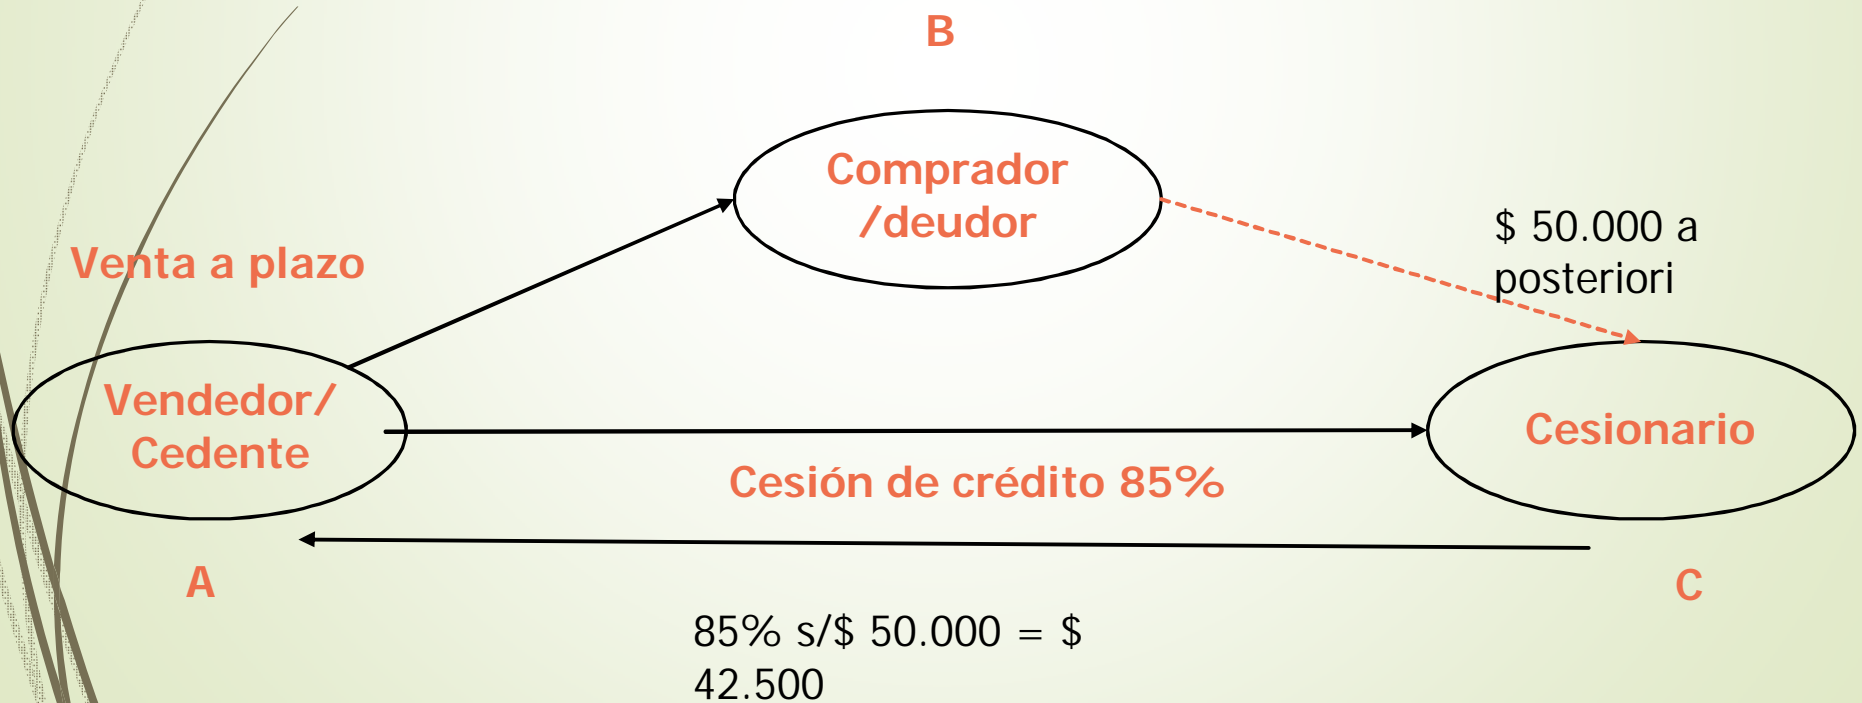 B
Comprador
/deudor
$ 50.000 a
posteriori
Venta a plazo
Vendedor/
Cedente
Cesionario
Cesión de crédito 85%
A
C
85% s/$ 50.000 = $
42.500